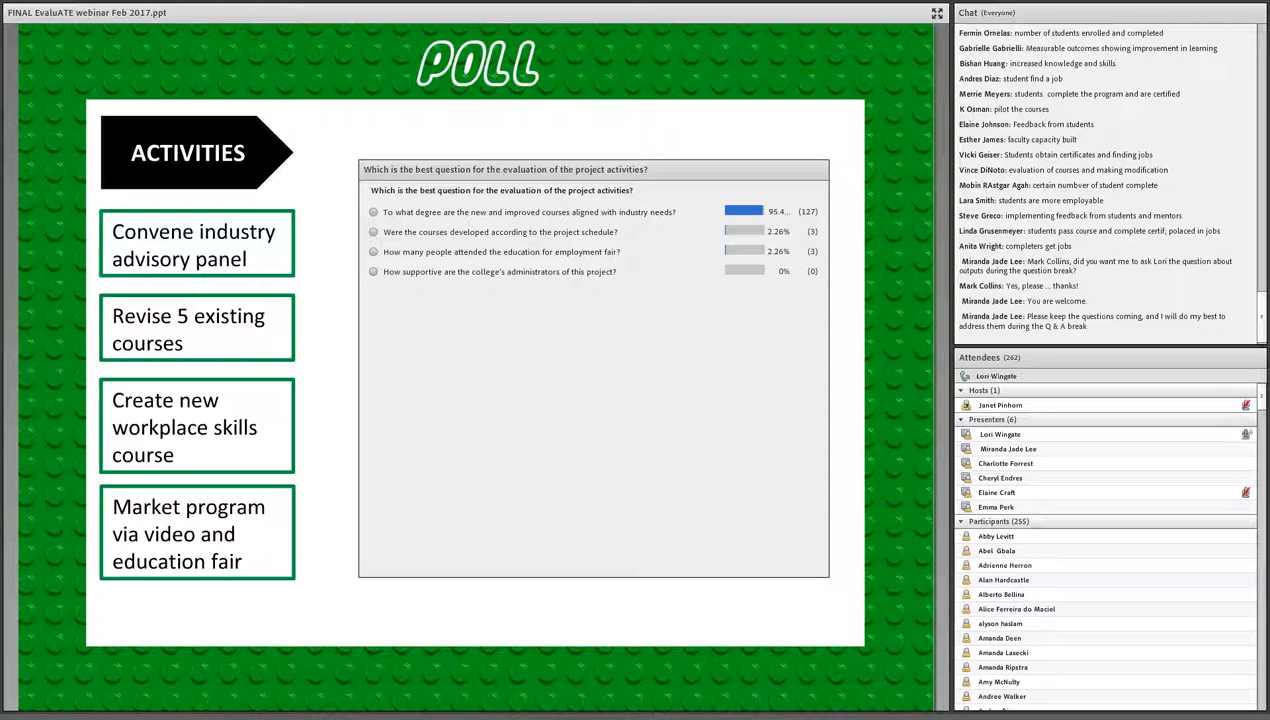 FINAL EvaluATE webinar Feb 2017.ppt
POLL
ACTIVITIES
Convene industry
advisory panel
Revise 5 existing
courses
Create new
workplace skills
course
Market program
via video and
education fair
Which is the best question for the evaluation of the project activities?
Which is the best question for the evaluation of the project activities?
To what degree are the new and improved courses aligned with industry needs? 95.4... (127)
Were the courses developed according to the project schedule? 2.26% (3)
How many people attended the education for employment fair? 2.26% (3)
How supportive are the college's administrators of this project? 0% (0)
Chat (Everyone)
Fermin Ornelas: number of students enrolled and completed
Gabrielle Gabrielli: Measurable outcomes showing improvement in learning
Bishan Huang: increased knowledge and skills
Andres Diaz: student find a job
Merrie Meyers: students complete the program and are certified
K Osman: pilot the courses
Elaine Johnson: Feedback from students
Esther James: faculty capacity built
VIcki Geiser: Students obtain certificates and finding jobs
Vince DiNoto: evaluation of courses and making modification
Mobin RAstgar Agah: certain numbver of student complete
Lara Smith: students are more employable
Steve Greco: implementing feedback from students and mentors
Linda Grusenmeyer: students pass course and complete certif; polaced in jobs
Anita Wright: completers get jobs
Miranda Jade Lee: Mark Collins, did you want me to ask Lori the question about
outputs during the question break?
Mark Collins: Yes, please ... thanks!
Miranda Jade Lee: You are welcome.
Miranda Jade Lee: Please keep the questions coming, and I will do my best to
address them during the Q & A break
Attendees (262)
Lori Wingate
Hosts (1)
Janet Pinhorn
Presenters (6)
Lori Wingate
Miranda Jade Lee
Charlotte Forrest
Cheryl Endres
Elaine Craft
Emma Perk
Participants (255)
Abby Levitt
Abel Gbala
Adrienne Herron
Alan Hardcastle
Alberto Bellina
Alice Ferreira do Maciel
alyson haslam
Amanda Deen
Amanda Lasecki
Amanda Ripstra
Amy McNulty
Andree Walker